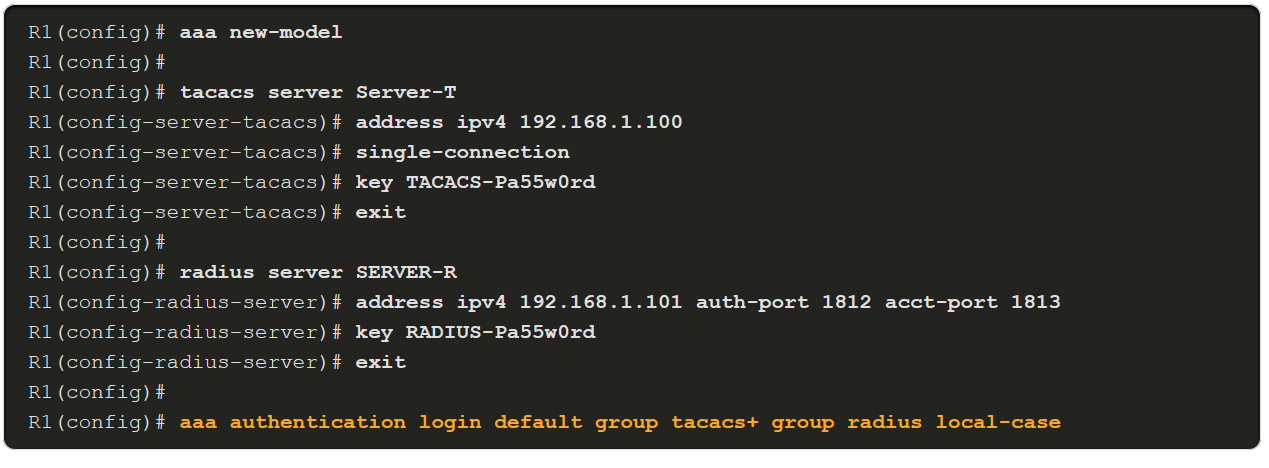 R1(config)# aaa new-model
R1(config)#
R1(config)# tacacs server Server-T
R1(config-server-tacacs)# address ipv4 192.168.1.100
R1(config-server-tacacs)# single-connection
R1(config-server-tacacs)# key TACACS-Pa55w0rd
R1(config-server-tacacs)# exit
R1(config)#
R1(config)# radius server SERVER-R
R1(config-radius-server)# address ipv4 192.168.1.101 auth-port 1812 acct-port 1813
R1(config-radius-server)# key RADIUS-Pa55w0rd
R1(config-radius-server)# exit
R1(config)#
R1(config)# aaa authentication login default group tacacs+ group radius local-case